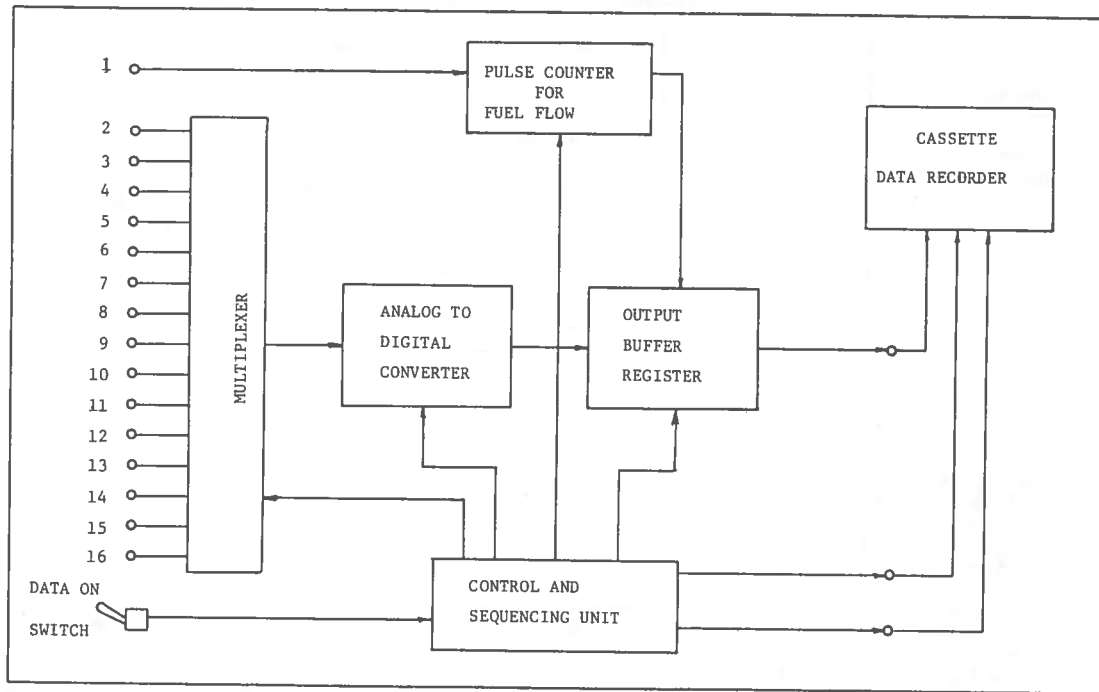 1
PULSE COUNTER
FOR
FUEL FLOW
CASSETTE
DATA RECORDER
2
3
4
5
6
7
8
9
10
11
12
13
14
15
16
MULTIPLEXER
ANALOG TO
DIGITAL
CONVERTER
OUTPUT
BUFFER
REGISTER
DATA ON
SWITCH
CONTROL AND
SEQUENCING UNIT